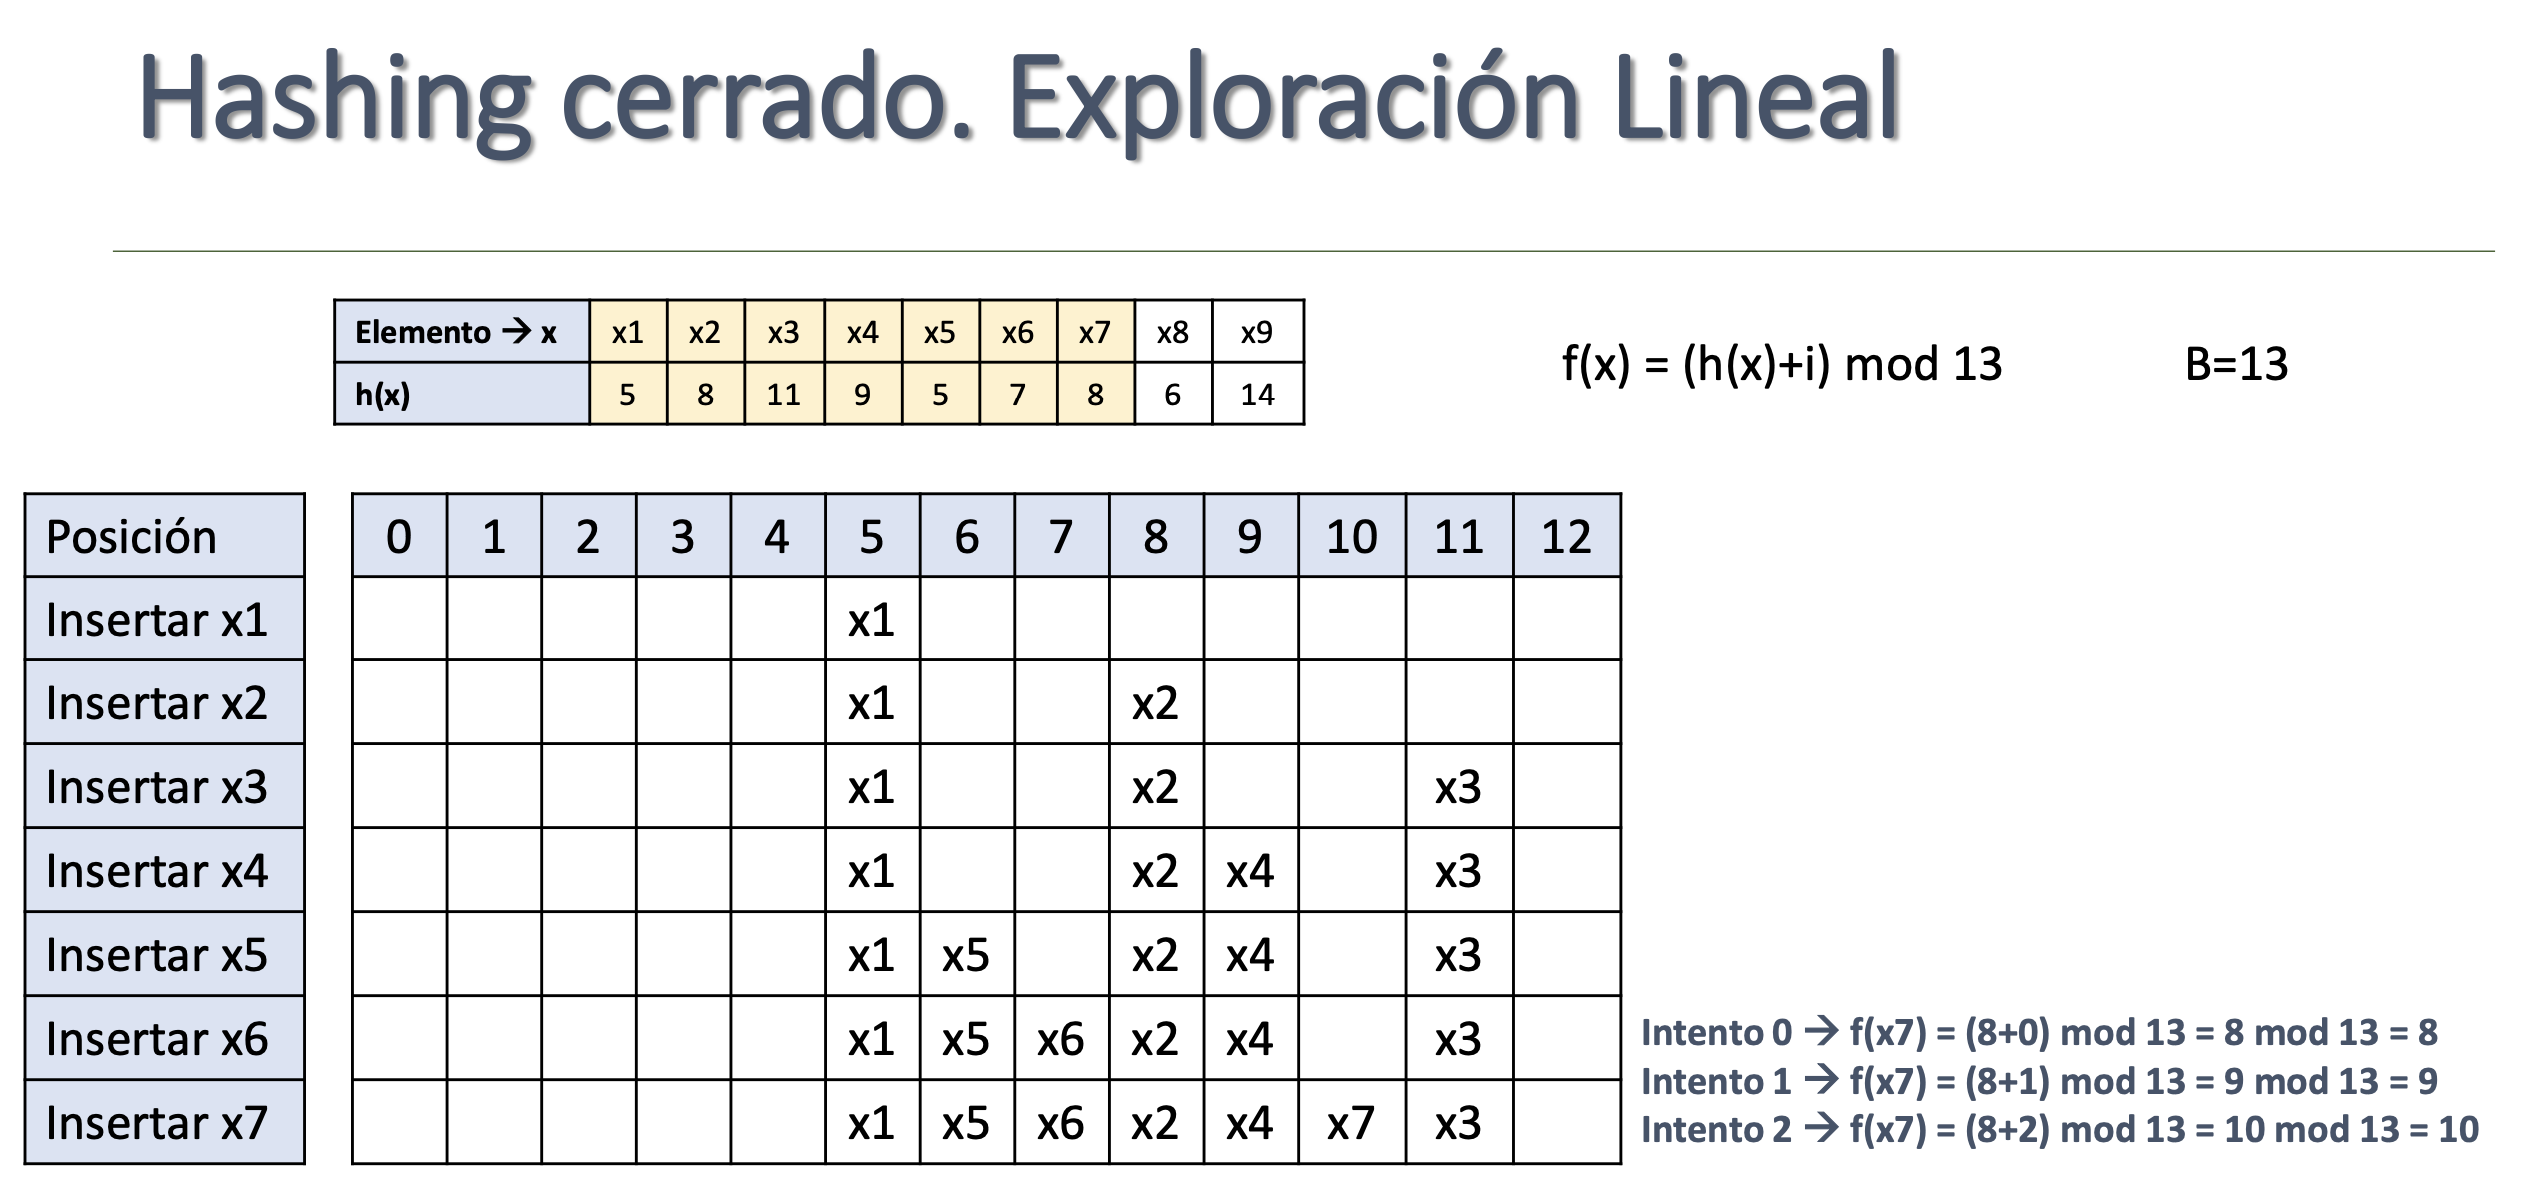 Hashing cerrado. Exploración Lineal
Elemento → x x1 x2 x3 x4 x5 x6 x7 x8 x9
h(x) 5 8 11 9 5 7 8 6 14
f(x) = (h(x)+i) mod 13 B=13
Posición 0 1 2 3 4 5 6 7 8 9 10 11 12
Insertar x1 x1
Insertar x2 x1 x2
Insertar x3 x1 x2 x3
Insertar x4 x1 x2 x4 x3
Insertar x5 x1 x5 x2 x4 x3
Insertar x6 x1 x5 x6 x2 x4 x3
Insertar x7 x1 x5 x6 x2 x4 x7 x3
Intento 0 → f(x7) = (8+0) mod 13 = 8 mod 13 = 8
Intento 1 → f(x7) = (8+1) mod 13 = 9 mod 13 = 9
Intento 2 → f(x7) = (8+2) mod 13 = 10 mod 13 = 10